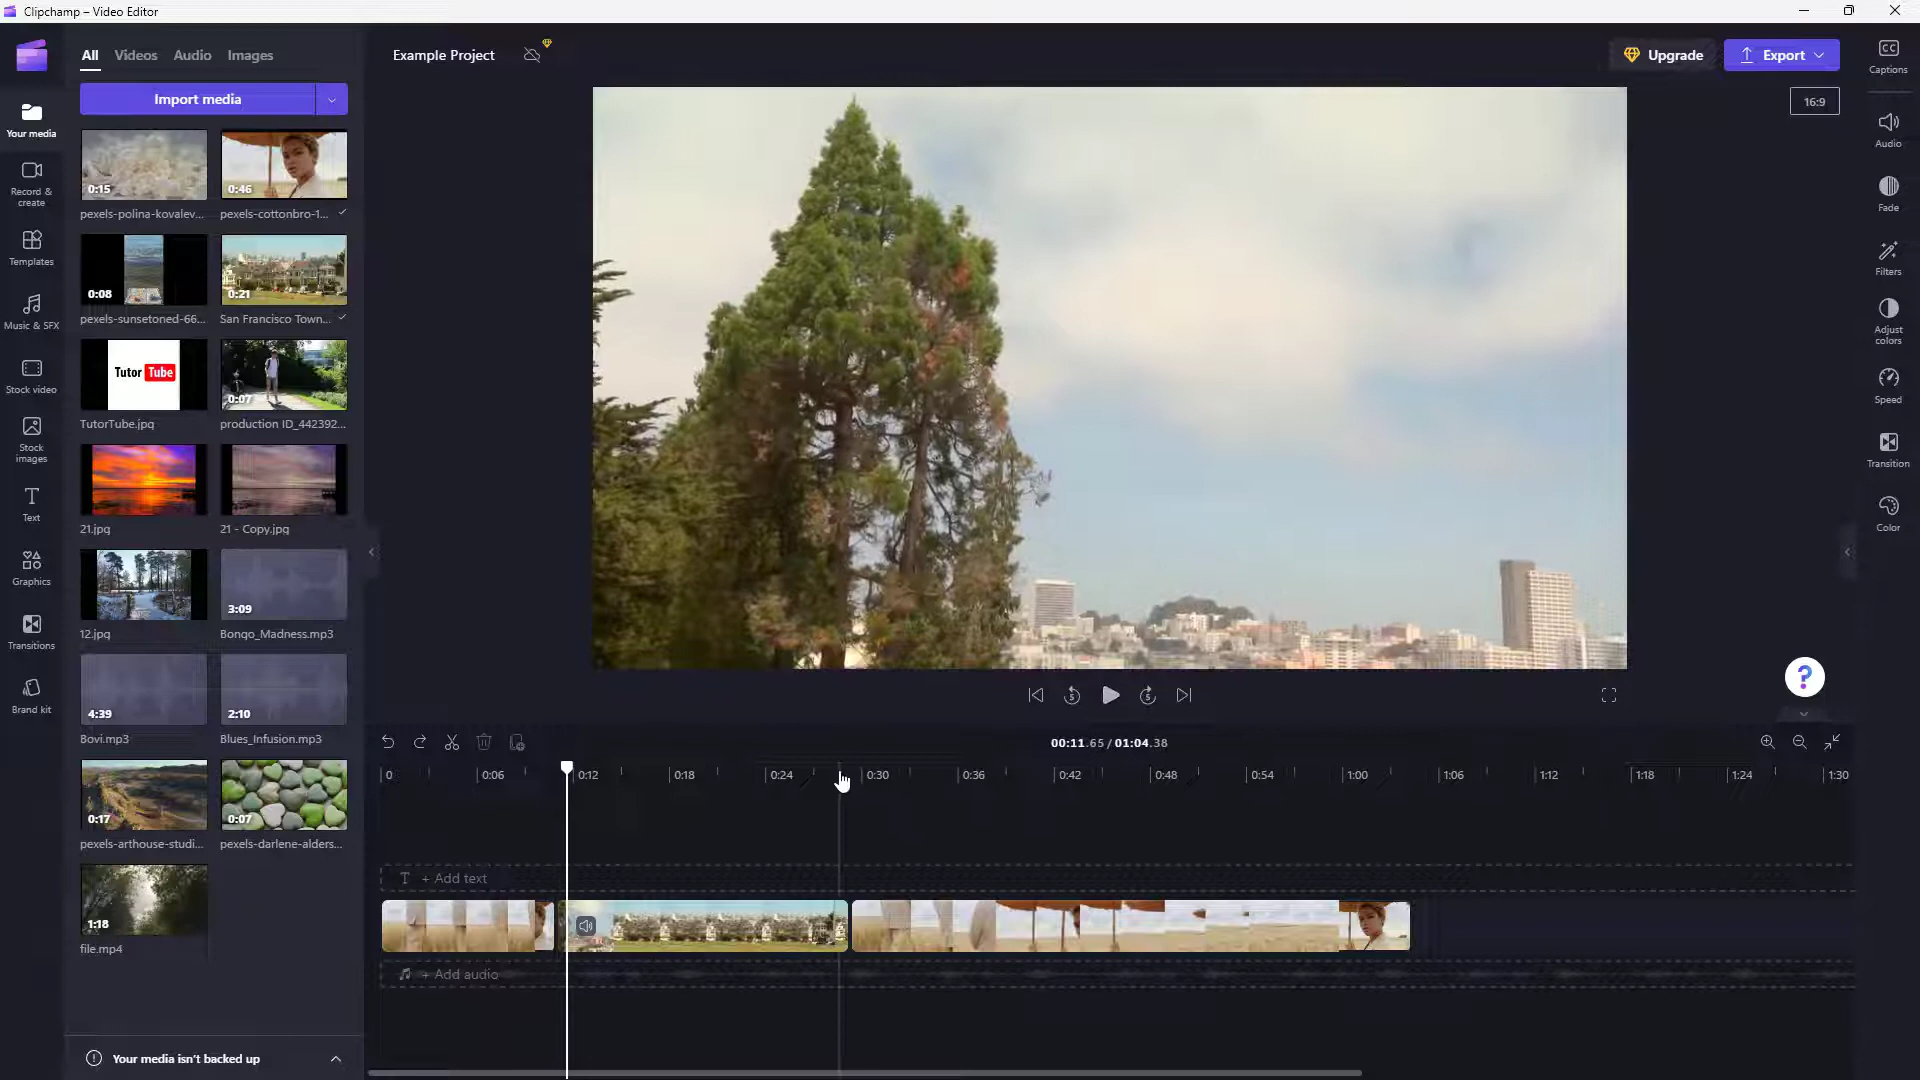 Clipchamp – Video Editor
All Videos Audio Images
Import media
Your media
Record & create
Templates
Music & SFX
Stock video
Stock images
Text
Graphics
Transitions
Brand kit
0:15
0:46
pexels-polina-kovalev... pexels-cottonbro-1...
0:08
0:21
pexels-sunsetoned-66... San Francisco Town...
Tutor Tube
0:07
TutorTube.jpg production ID_442392...
21.jpg 21 - Copy.jpg
3:09
12.jpg Bongo_Madness.mp3
4:39
2:10
Bovi.mp3 Blues_Infusion.mp3
0:17
0:07
pexels-arthouse-studi... pexels-darlene-alders...
1:18
file.mp4
Your media isn't backed up
Example Project
Upgrade
Export
16:9
Captions
Audio
Fade
Filters
Adjust colors
Speed
Transition
Color
5
5
?
00:11.65 / 01:04.38
0 0:06 0:12 0:18 0:24 0:30 0:36 0:42 0:48 0:54 1:00 1:06 1:12 1:18 1:24 1:30
T + Add text
+ Add audio